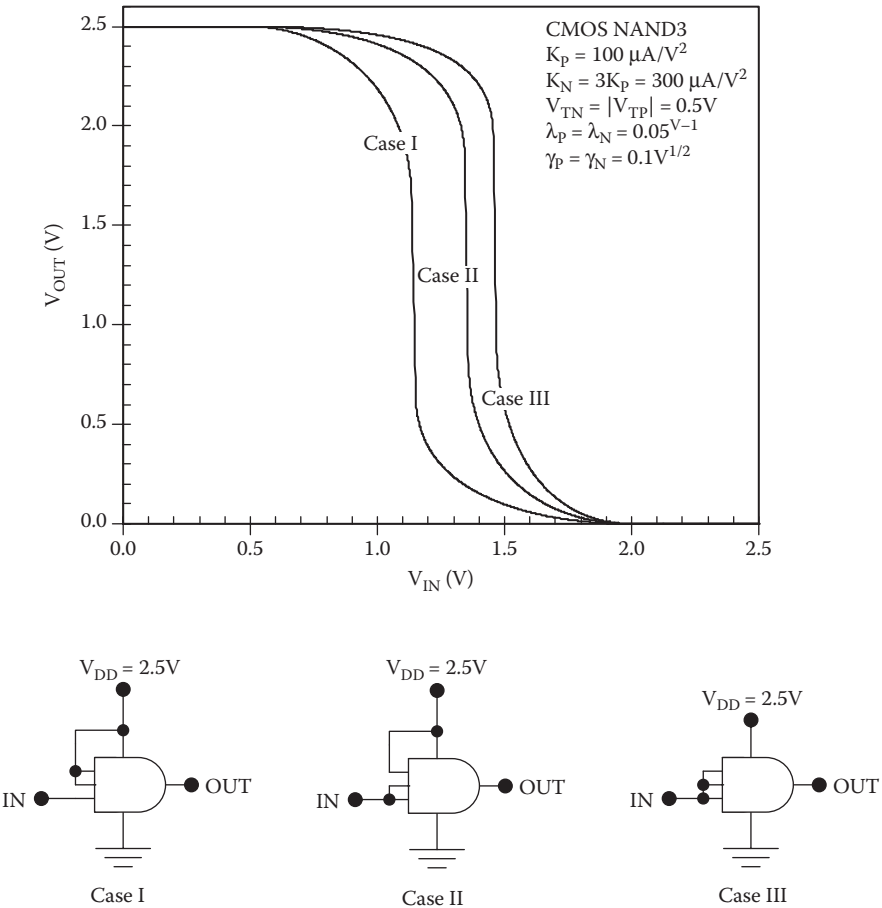 CMOS NAND3
K_P = 100 μA/V²
K_N = 3K_P = 300 μA/V²
V_TN = |V_TP| = 0.5V
λ_P = λ_N = 0.05^V–1
γ_P = γ_N = 0.1V^1/2
2.5
2.0
1.5
1.0
0.5
0.0
V_OUT (V)
Case I
Case II
Case III
0.0 0.5 1.0 1.5 2.0 2.5
V_IN (V)
V_DD = 2.5V
IN
OUT
Case I
V_DD = 2.5V
IN
OUT
Case II
V_DD = 2.5V
IN
OUT
Case III